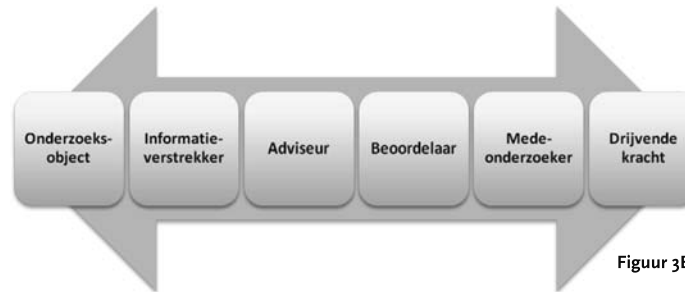 Onderzoeks-
object
Informatie-
verstrekker
Adviseur
Beoordelaar
Mede-
onderzoeker
Drijvende
kracht